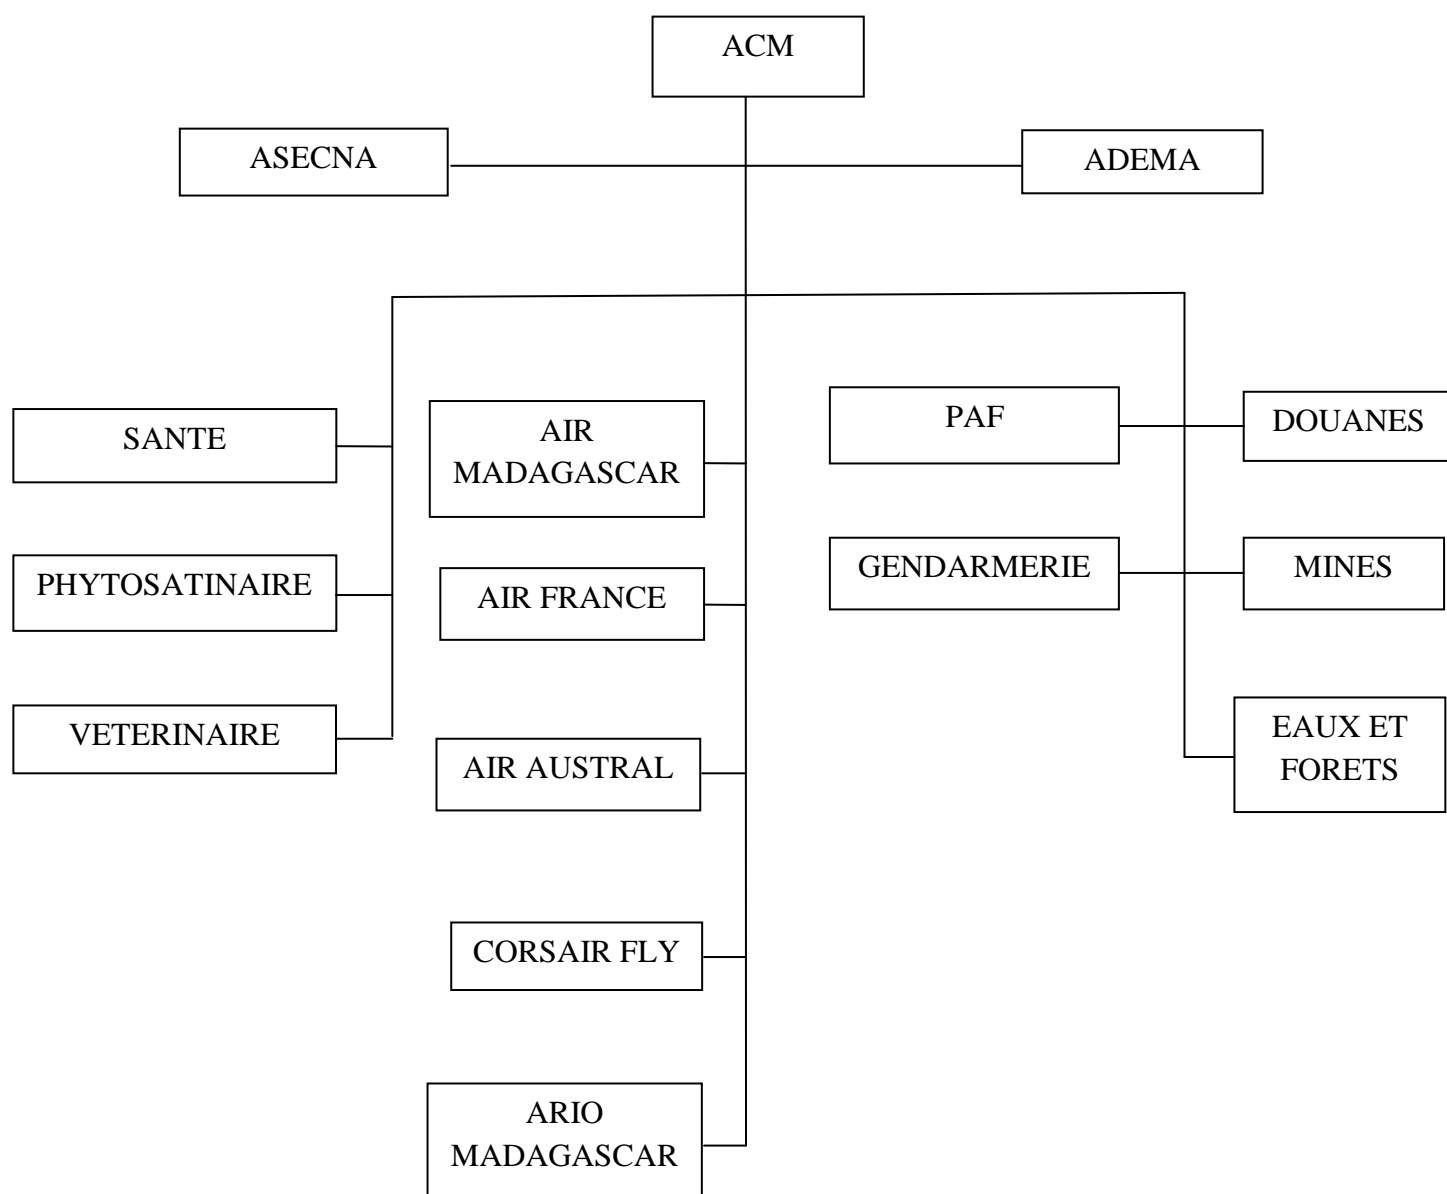 ACM
ASECNA
ADEMA
SANTE
PHYTOSATINAIRE
VETERINAIRE
AIR
MADAGASCAR
AIR FRANCE
AIR AUSTRAL
CORSAIR FLY
ARIO
MADAGASCAR
PAF
DOUANES
GENDARMERIE
MINES
EAUX ET
FORETS